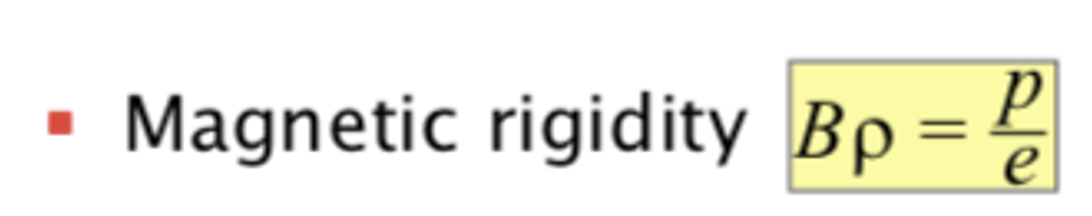 ▪ Magnetic rigidity Bρ = p/e